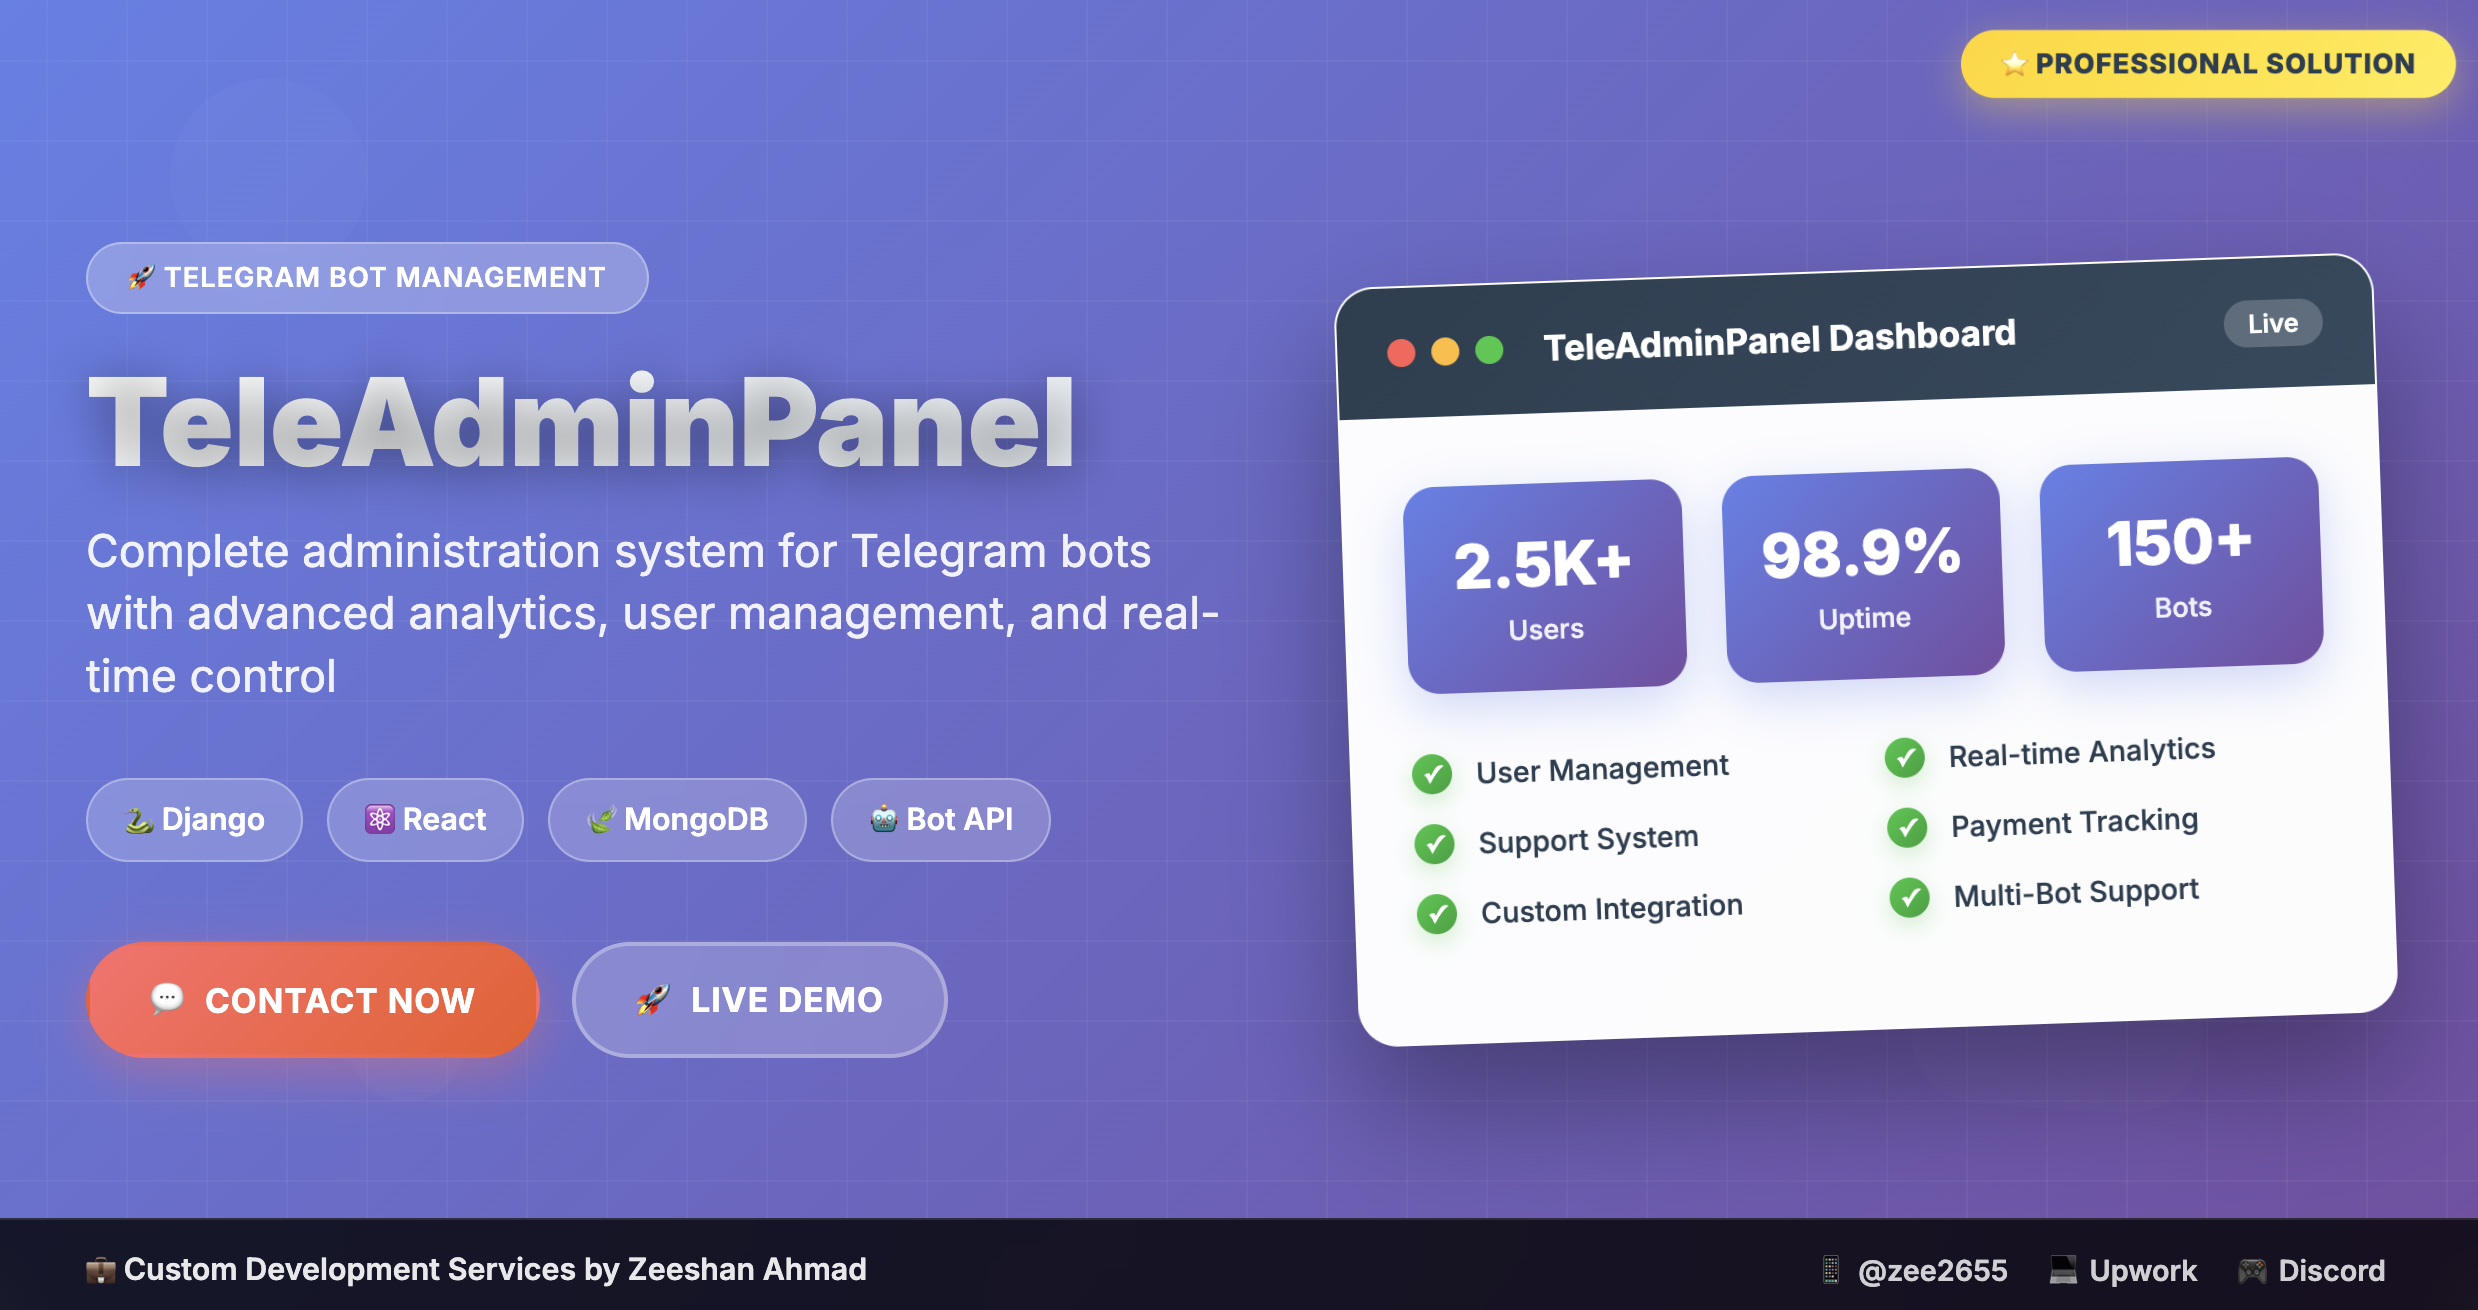 ⭐ PROFESSIONAL SOLUTION
🚀 TELEGRAM BOT MANAGEMENT
TeleAdminPanel
Complete administration system for Telegram bots
with advanced analytics, user management, and real-
time control
🐍 Django
⚛️ React
🍃 MongoDB
🤖 Bot API
💬 CONTACT NOW
🚀 LIVE DEMO
TeleAdminPanel Dashboard
Live
2.5K+
Users
98.9%
Uptime
150+
Bots
✓ User Management
✓ Real-time Analytics
✓ Support System
✓ Payment Tracking
✓ Custom Integration
✓ Multi-Bot Support
💼 Custom Development Services by Zeeshan Ahmad
📱 @zee2655
💻 Upwork
🎮 Discord